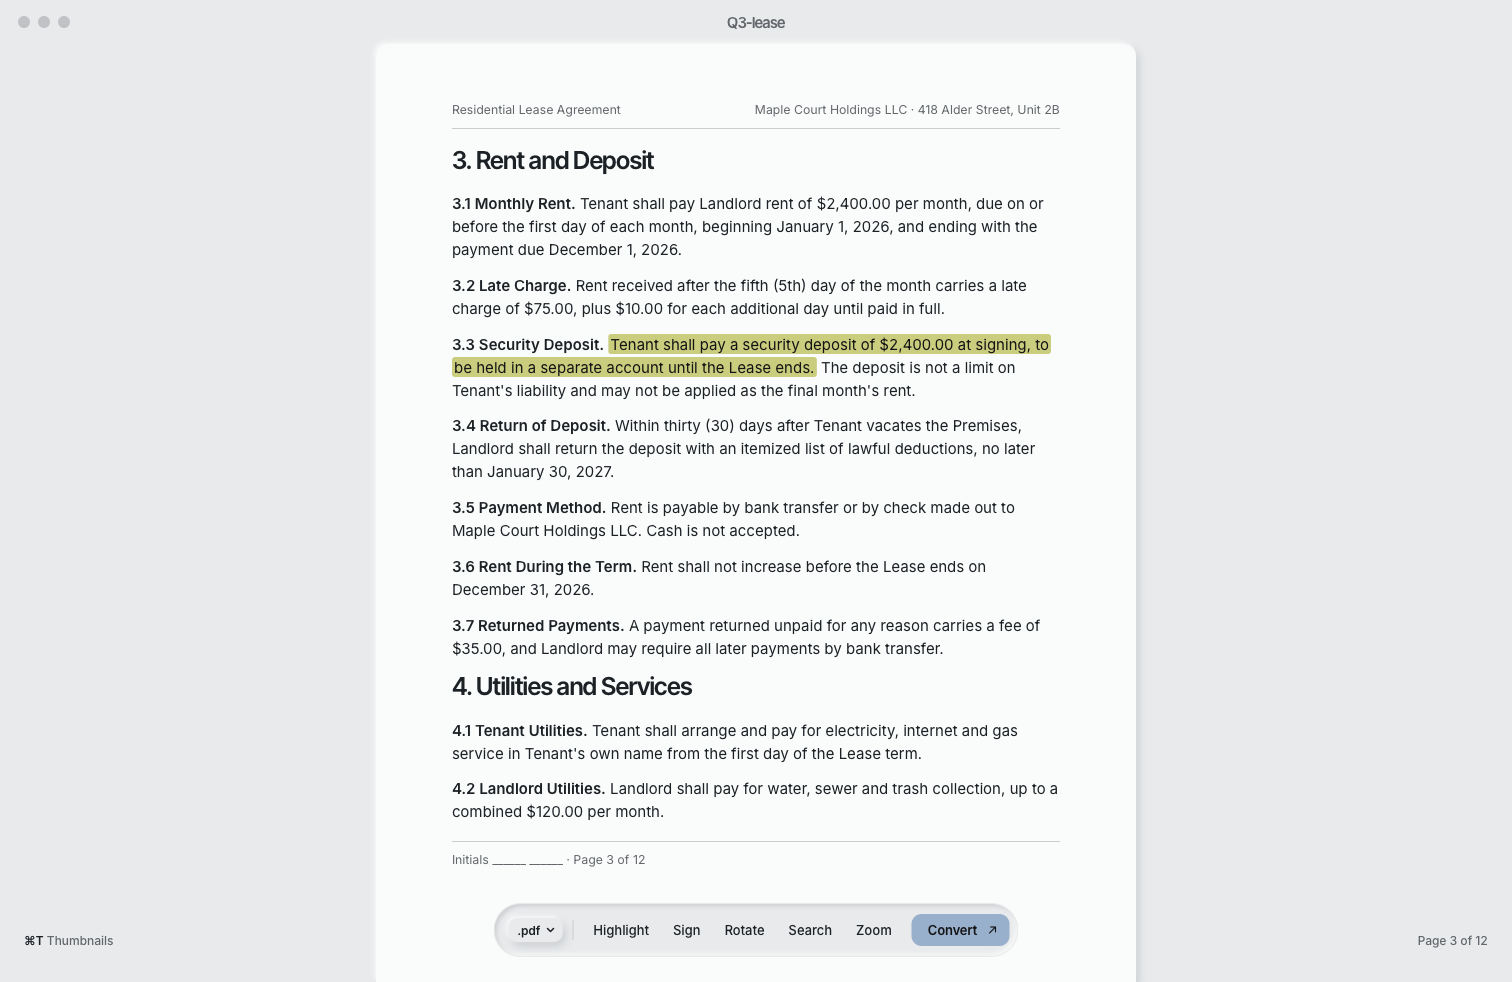 Q3-lease
Residential Lease Agreement
Maple Court Holdings LLC · 418 Alder Street, Unit 2B
3. Rent and Deposit
3.1 Monthly Rent. Tenant shall pay Landlord rent of $2,400.00 per month, due on or
before the first day of each month, beginning January 1, 2026, and ending with the
payment due December 1, 2026.
3.2 Late Charge. Rent received after the fifth (5th) day of the month carries a late
charge of $75.00, plus $10.00 for each additional day until paid in full.
3.3 Security Deposit. Tenant shall pay a security deposit of $2,400.00 at signing, to
be held in a separate account until the Lease ends. The deposit is not a limit on
Tenant's liability and may not be applied as the final month's rent.
3.4 Return of Deposit. Within thirty (30) days after Tenant vacates the Premises,
Landlord shall return the deposit with an itemized list of lawful deductions, no later
than January 30, 2027.
3.5 Payment Method. Rent is payable by bank transfer or by check made out to
Maple Court Holdings LLC. Cash is not accepted.
3.6 Rent During the Term. Rent shall not increase before the Lease ends on
December 31, 2026.
3.7 Returned Payments. A payment returned unpaid for any reason carries a fee of
$35.00, and Landlord may require all later payments by bank transfer.
4. Utilities and Services
4.1 Tenant Utilities. Tenant shall arrange and pay for electricity, internet and gas
service in Tenant's own name from the first day of the Lease term.
4.2 Landlord Utilities. Landlord shall pay for water, sewer and trash collection, up to a
combined $120.00 per month.
Initials ______ ______ · Page 3 of 12
.pdf
Highlight
Sign
Rotate
Search
Zoom
Convert
⌘T Thumbnails
Page 3 of 12